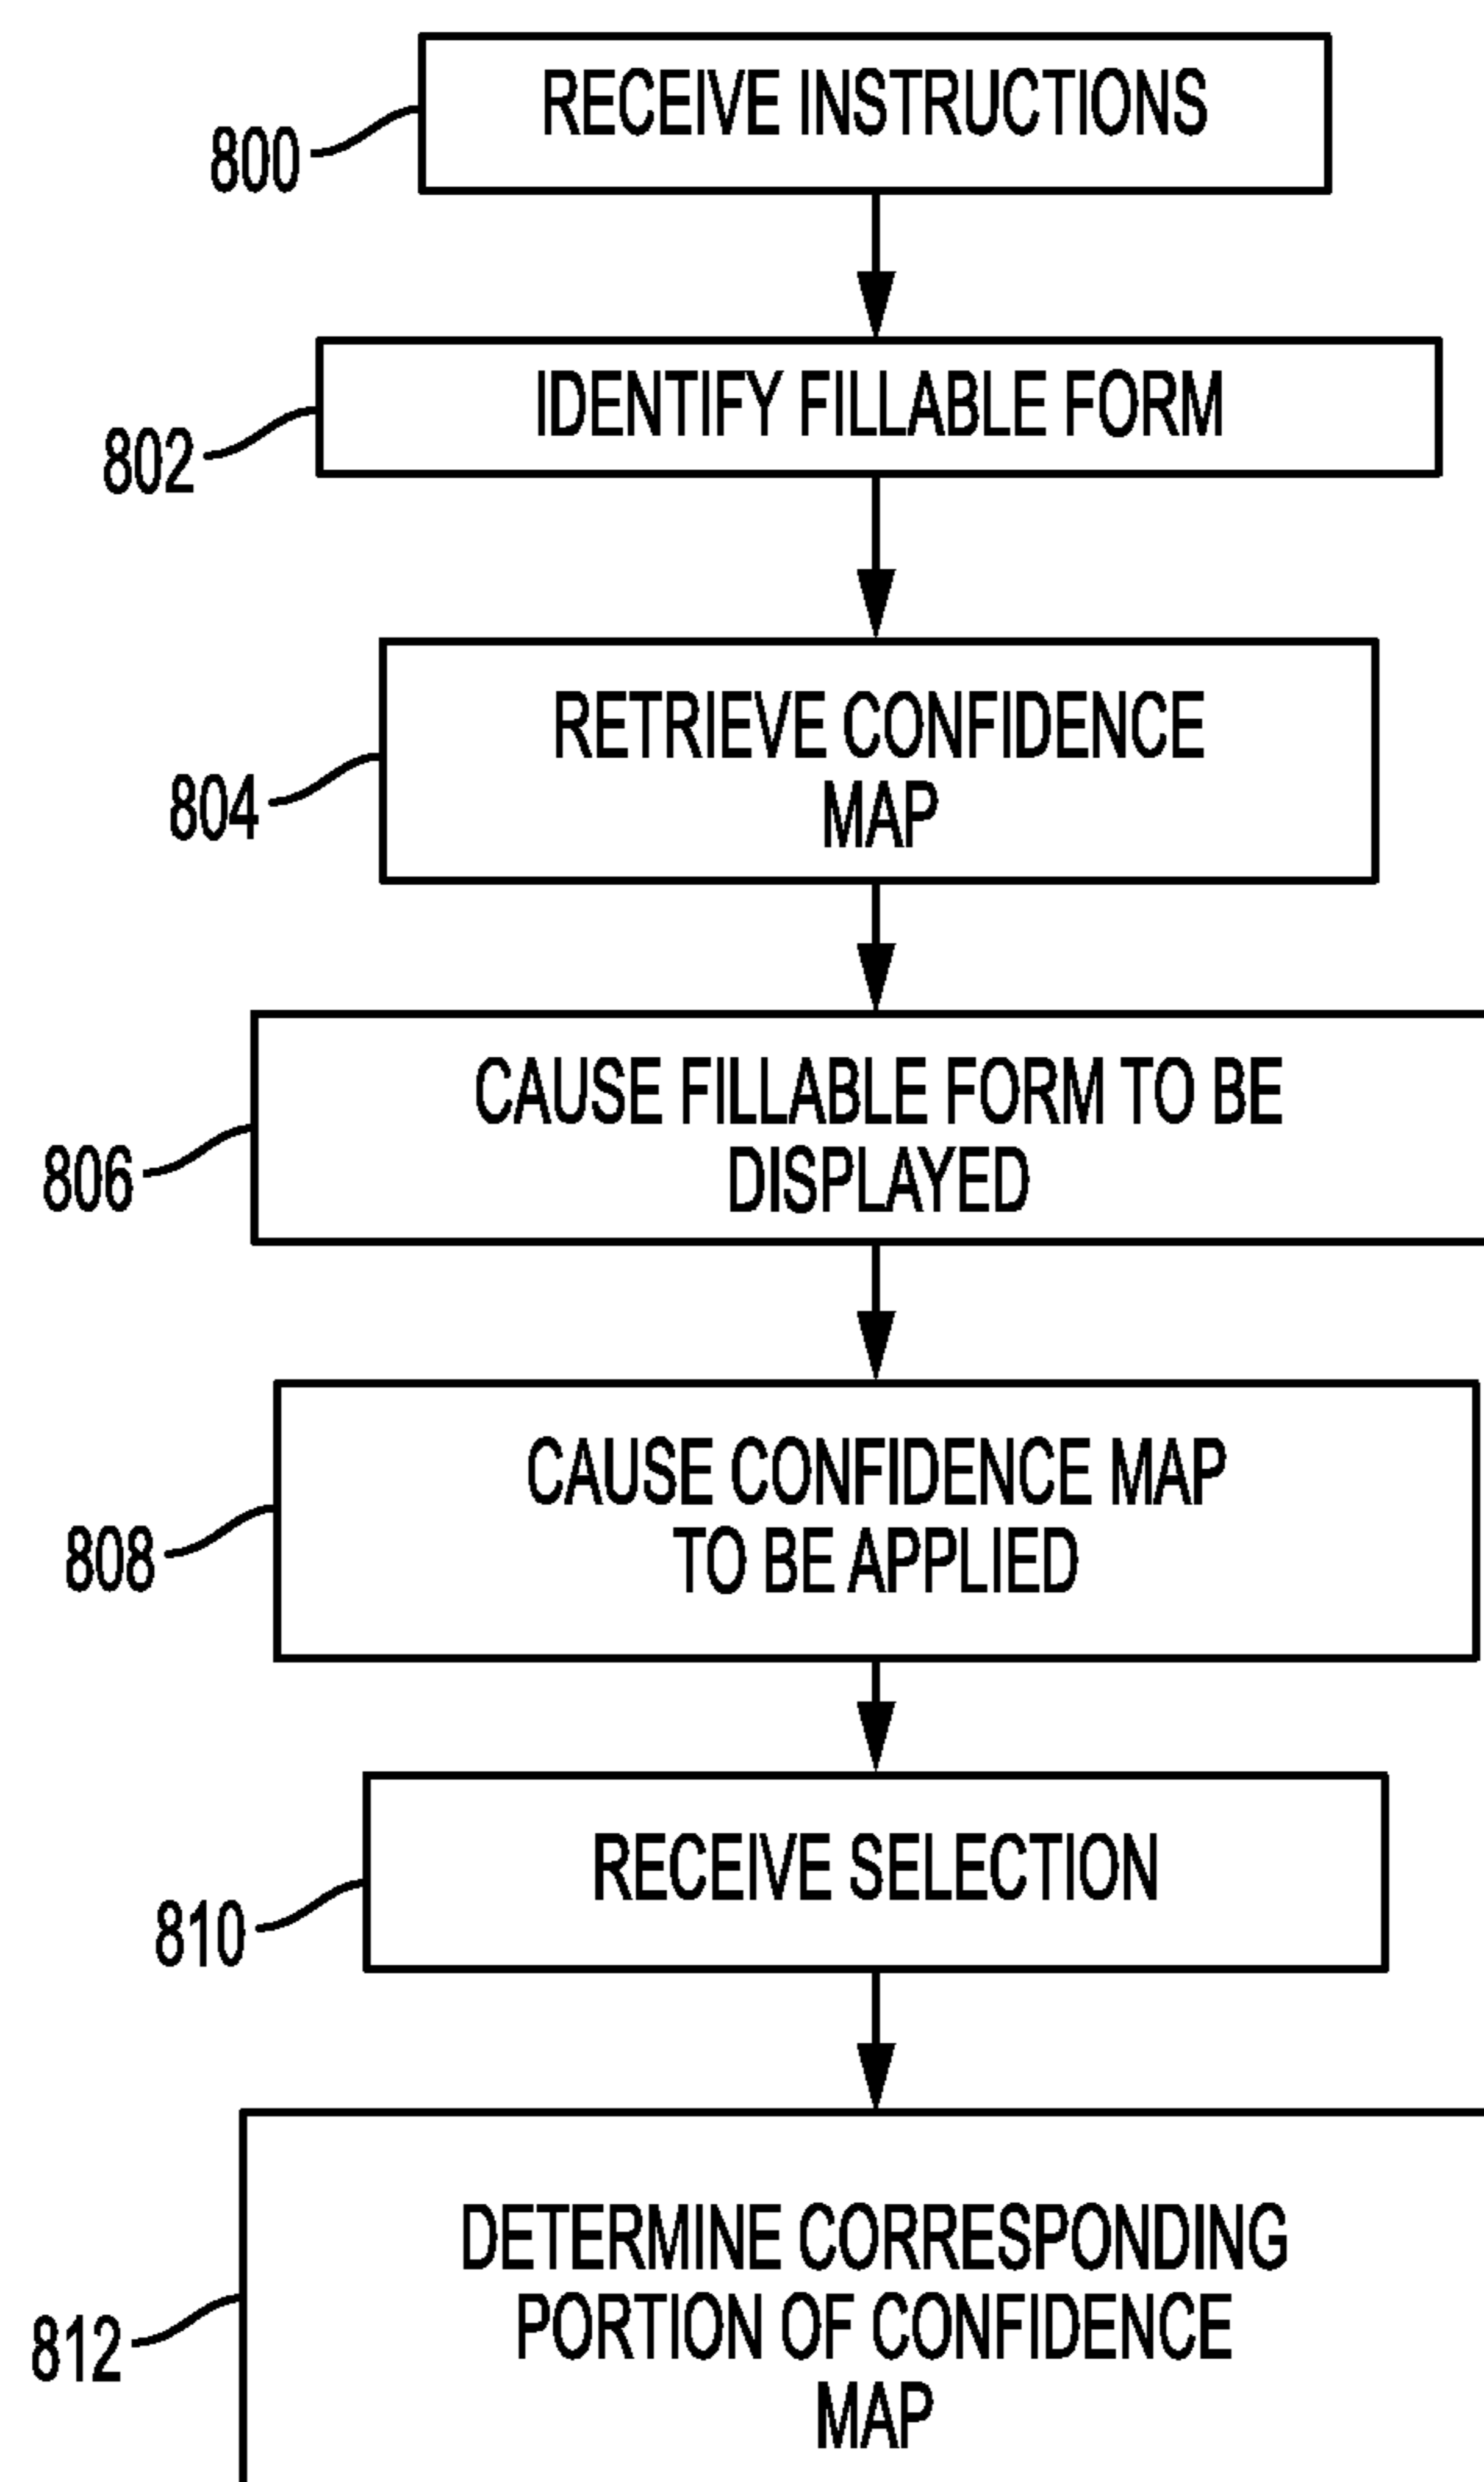 RECEIVE INSTRUCTIONS
800
IDENTIFY FILLABLE FORM
802
RETRIEVE CONFIDENCE
MAP
804
CAUSE FILLABLE FORM TO BE
DISPLAYED
806
CAUSE CONFIDENCE MAP
TO BE APPLIED
808
RECEIVE SELECTION
810
DETERMINE CORRESPONDING
PORTION OF CONFIDENCE
MAP
812